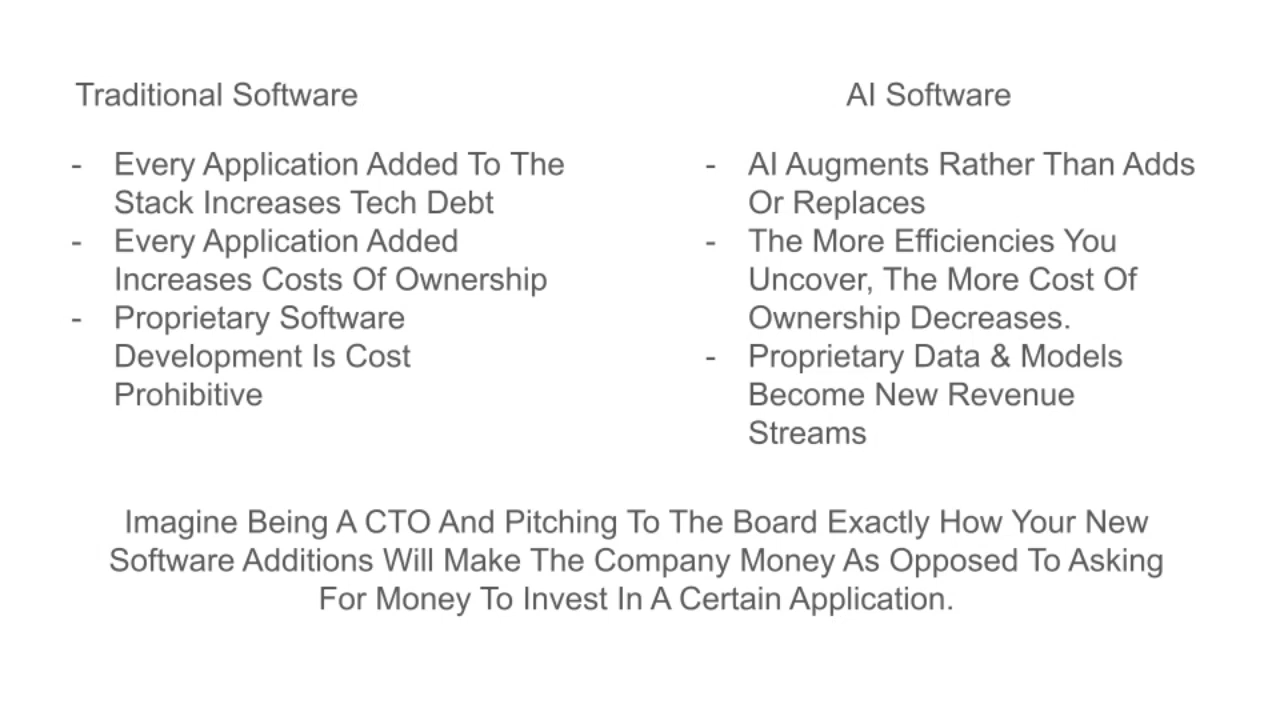 Traditional Software
- Every Application Added To The
Stack Increases Tech Debt
- Every Application Added
Increases Costs Of Ownership
- Proprietary Software
Development Is Cost
Prohibitive
AI Software
- AI Augments Rather Than Adds
Or Replaces
- The More Efficiencies You
Uncover, The More Cost Of
Ownership Decreases.
- Proprietary Data & Models
Become New Revenue
Streams
Imagine Being A CTO And Pitching To The Board Exactly How Your New
Software Additions Will Make The Company Money As Opposed To Asking
For Money To Invest In A Certain Application.